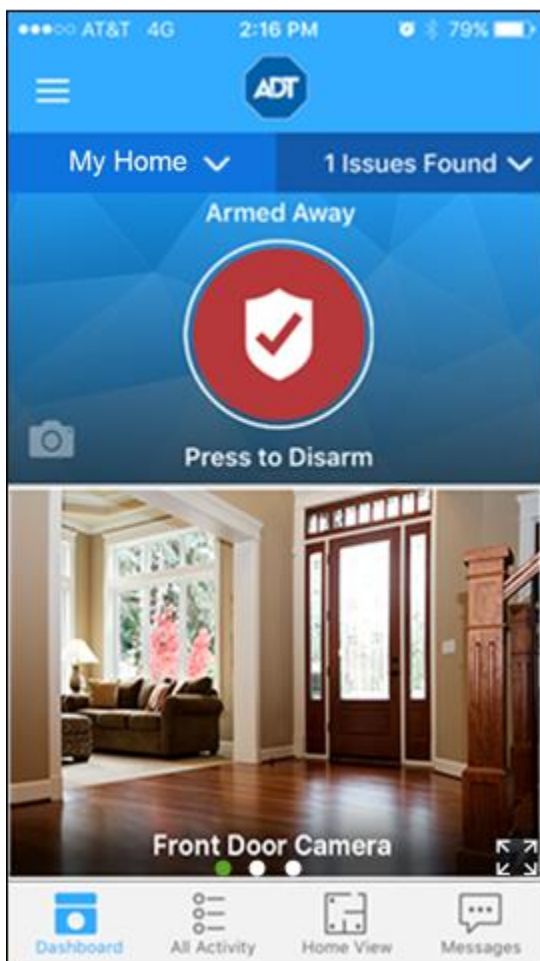 AT&T 4G 2:16 PM 79%
ADT
My Home 1 Issues Found
Armed Away
Press to Disarm
Front Door Camera
Dashboard All Activity Home View Messages